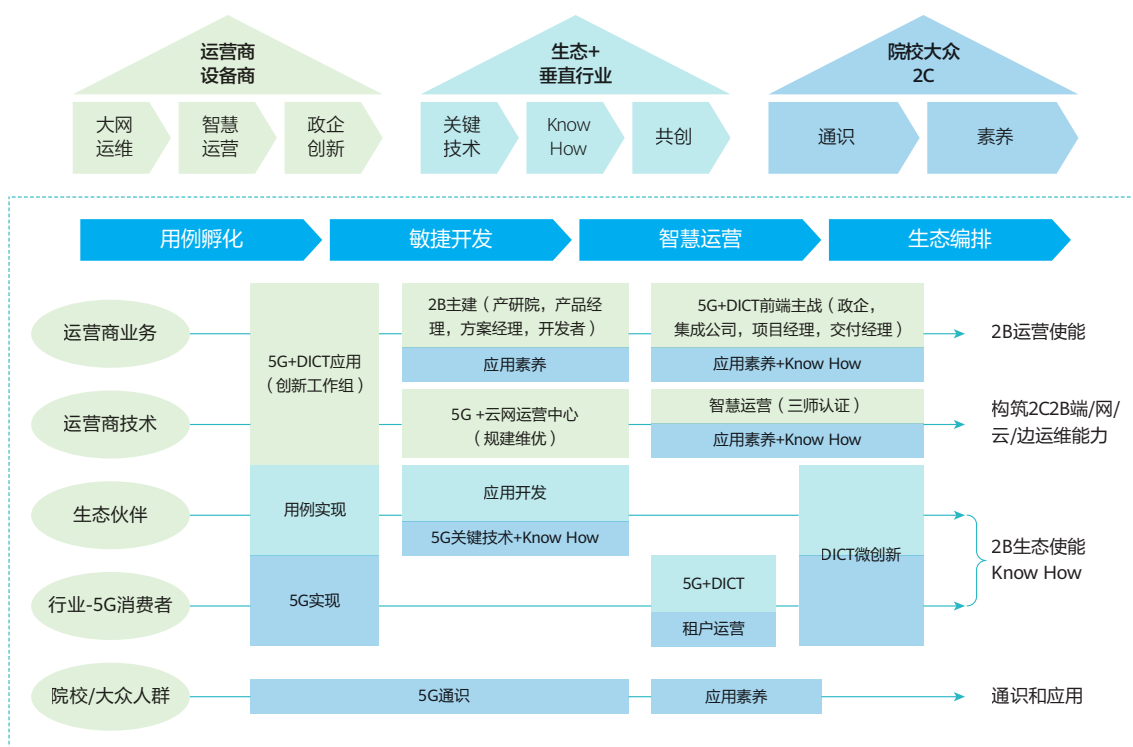 运营商
设备商
生态+
垂直行业
院校大众
2C
大网
运维
智慧
运营
政企
创新
关键
技术
Know
How
共创
通识
素养
用例孵化
敏捷开发
智慧运营
生态编排
运营商业务
5G+DICT应用
（创新工作组）
2B主建（产研院，产品经
理，方案经理，开发者）
应用素养
5G+DICT前端主战（政企，
集成公司，项目经理，交付经理）
应用素养+Know How
2B运营使能
运营商技术
5G +云网运营中心
（规建维优）
智慧运营（三师认证）
应用素养+Know How
构筑2C2B端/网/
云/边运维能力
生态伙伴
用例实现
应用开发
5G关键技术+Know How
DICT微创新
2B生态使能
Know How
行业-5G消费者
5G实现
5G+DICT
租户运营
院校/大众人群
5G通识
应用素养
通识和应用